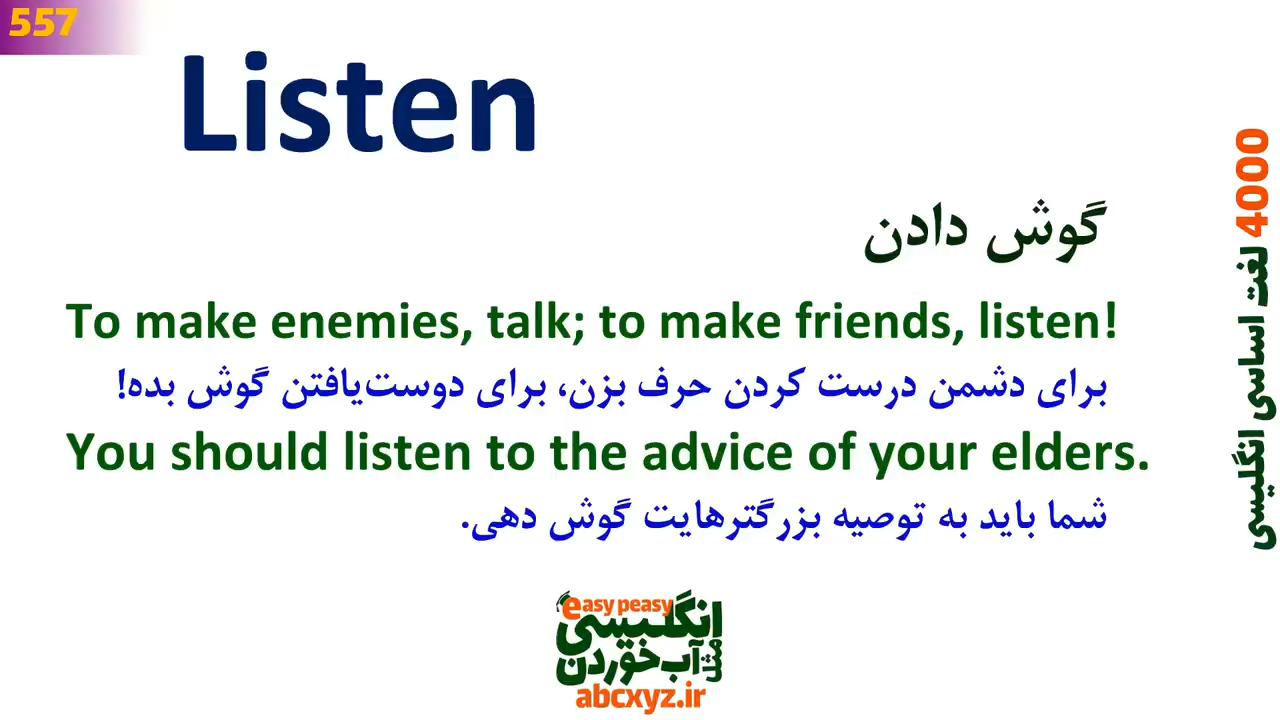 557
Listen
گوش دادن
To make enemies, talk; to make friends, listen!
برای دشمن درست کردن حرف بزن، برای دوست‌یافتن گوش بده!
You should listen to the advice of your elders.
شما باید به توصیه بزرگترهایت گوش دهی.
4000 لغت اساسی انگلیسی
easy peasy
انگلیسی
مثل آب خوردن
abcxyz.ir